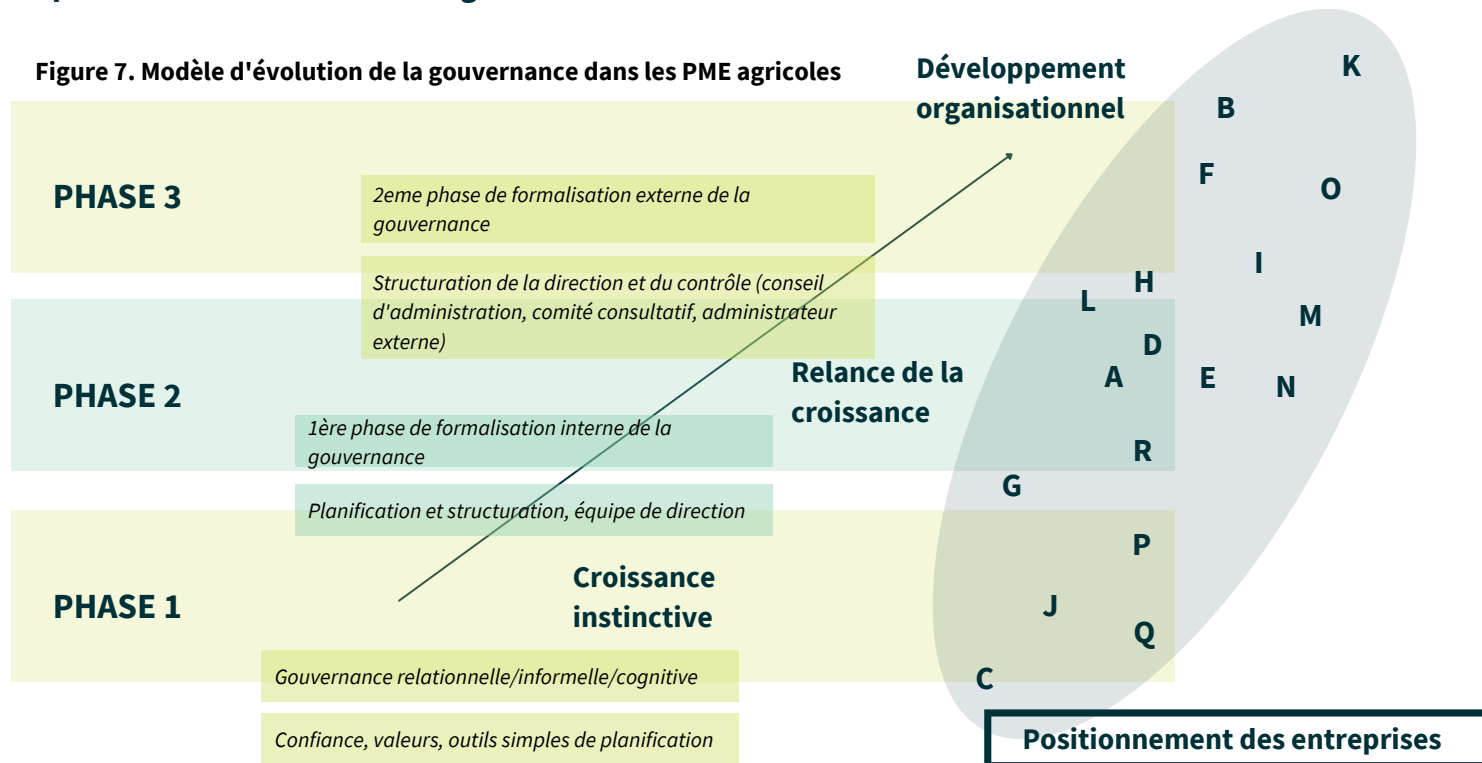 Figure 7. Modèle d'évolution de la gouvernance dans les PME agricoles
Développement
organisationnel
K
B
PHASE 3
2eme phase de formalisation externe de la
gouvernance
F
O
Structuration de la direction et du contrôle (conseil
d'administration, comité consultatif, administrateur
externe)
I
H
L
M
D
PHASE 2
Relance de la
croissance
A
E
N
1ère phase de formalisation interne de la
gouvernance
R
G
Planification et structuration, équipe de direction
P
PHASE 1
Croissance
instinctive
J
Q
Gouvernance relationnelle/informelle/cognitive
C
Confiance, valeurs, outils simples de planification
Positionnement des entreprises